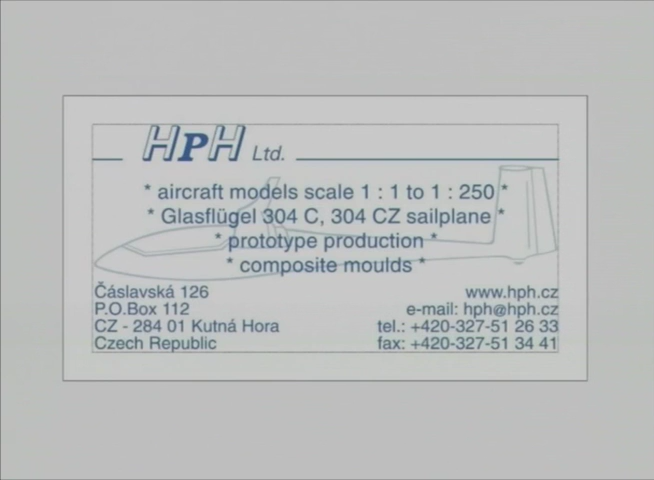 HPH Ltd.
* aircraft models scale 1 : 1 to 1 : 250 *
* Glasflügel 304 C, 304 CZ sailplane *
* prototype production *
* composite moulds *
Čáslavská 126
P.O.Box 112
CZ - 284 01 Kutná Hora
Czech Republic
www.hph.cz
e-mail: hph@hph.cz
tel.: +420-327-51 26 33
fax: +420-327-51 34 41